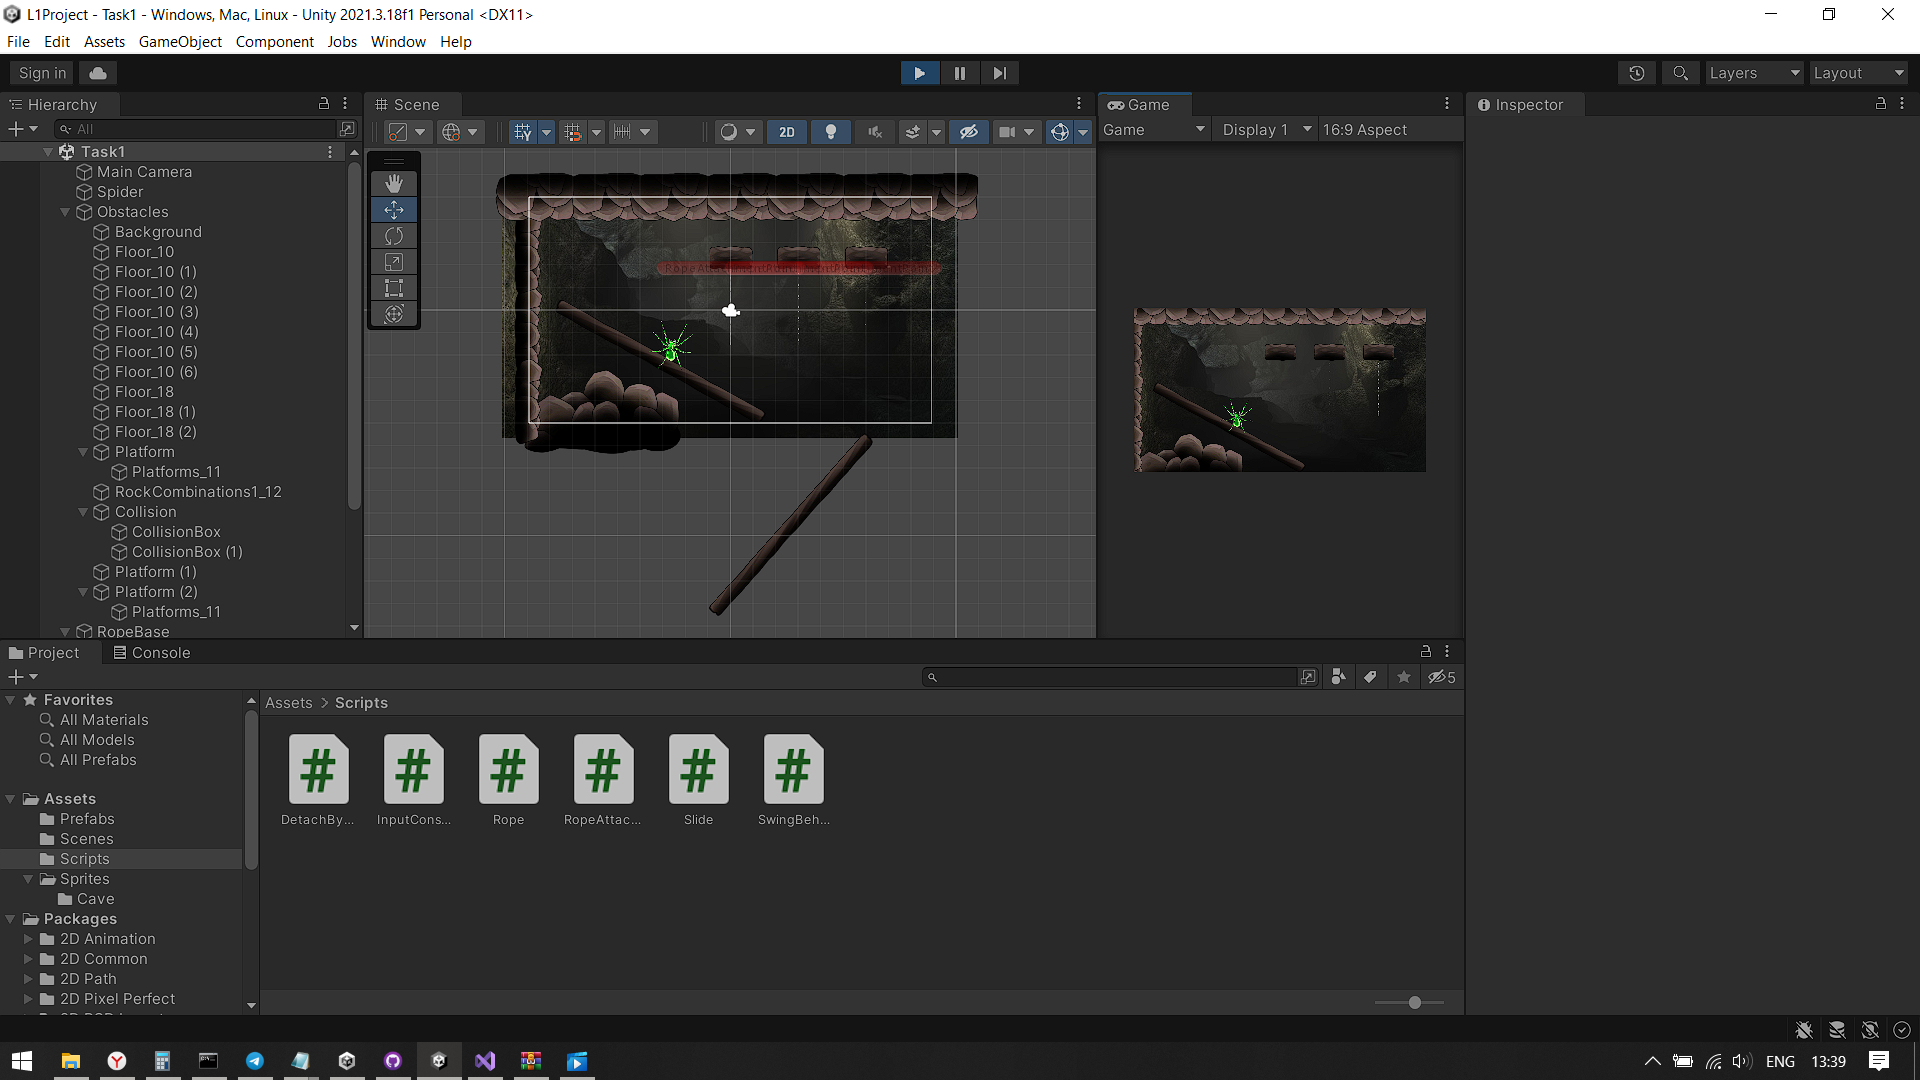 L1Project - Task1 - Windows, Mac, Linux - Unity 2021.3.18f1 Personal <DX11>
File Edit Assets GameObject Component Jobs Window Help
Sign in
Layers
Layout
Hierarchy
Scene
Game
Inspector
All
2D
Game
Display 1
16:9 Aspect
Task1
Main Camera
Spider
Obstacles
Background
Floor_10
Floor_10 (1)
Floor_10 (2)
Floor_10 (3)
Floor_10 (4)
Floor_10 (5)
Floor_10 (6)
Floor_18
Floor_18 (1)
Floor_18 (2)
Platform
Platforms_11
RockCombinations1_12
Collision
CollisionBox
CollisionBox (1)
Platform (1)
Platform (2)
Platforms_11
RopeBase
Project
Console
5
Favorites
All Materials
All Models
All Prefabs
Assets
Prefabs
Scenes
Scripts
Sprites
Cave
Packages
2D Animation
2D Common
2D Path
2D Pixel Perfect
Assets > Scripts
DetachBy...
InputCons...
Rope
RopeAttac...
Slide
SwingBeh...
ENG
13:39